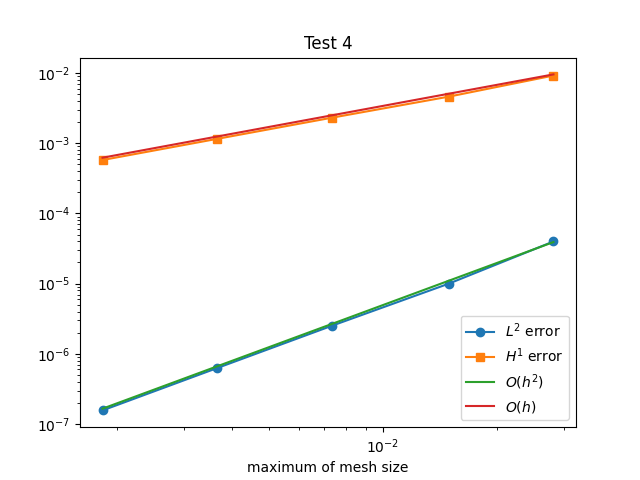 Test 4
10⁻²
10⁻³
10⁻⁴
10⁻⁵
10⁻⁶
10⁻⁷
L² error
H¹ error
O(h²)
O(h)
10⁻²
maximum of mesh size